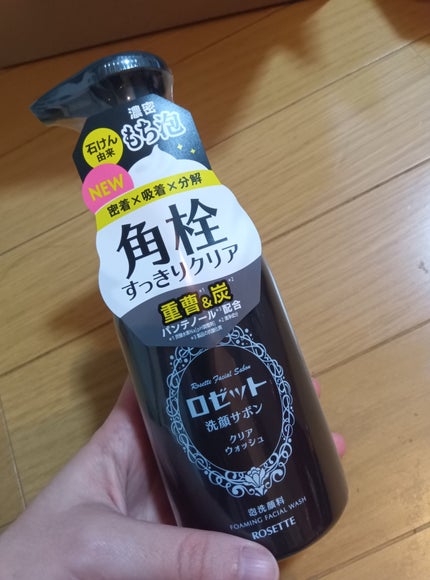 濃密
もち泡
石けん
由来
NEW
密着×吸着×分解
角栓
すっきりクリア
重曹&炭
パンテノール 配合
Rosette Facial Sabon
ロゼット
洗顔サボン
クリア
ウォッシュ
泡洗顔料
FOAMING FACIAL WASH
ROSETTE